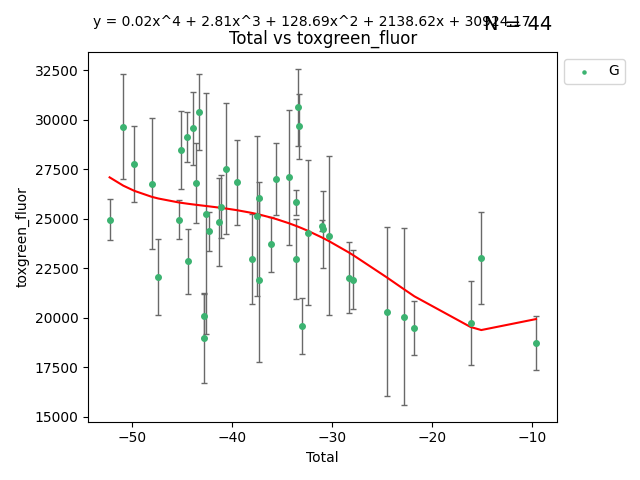 y = 0.02x^4 + 2.81x^3 + 128.69x^2 + 2138.62x + 30924.17
N = 44
Total vs toxgreen_fluor
G
32500
30000
27500
25000
22500
20000
17500
15000
toxgreen_fluor
−50 −40 −30 −20 −10
Total